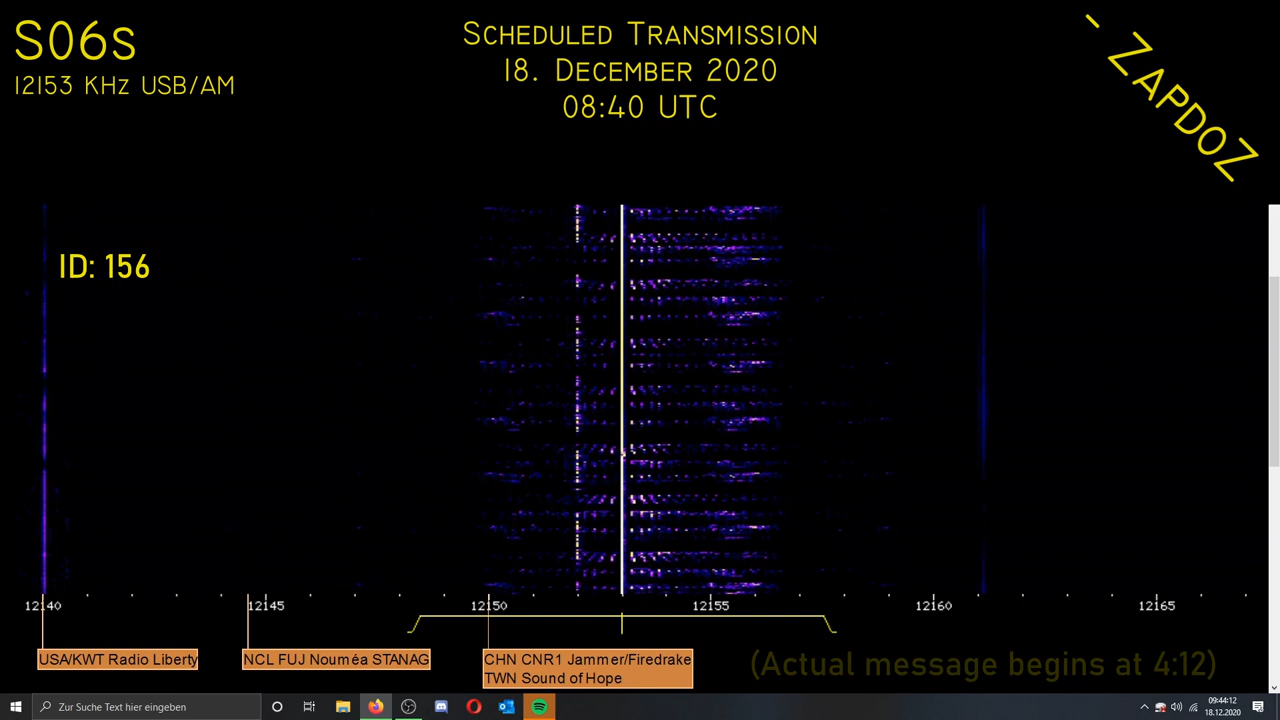 S06s
12153 KHz USB/AM
Scheduled Transmission
18. December 2020
08:40 UTC
- ZAPDOZ
ID: 156
12140
12145
12150
12155
12160
12165
USA/KWT Radio Liberty
NCL FUJ Nouméa STANAG
CHN CNR1 Jammer/Firedrake
TWN Sound of Hope
(Actual message begins at 4:12)
Zur Suche Text hier eingeben
09:44:12
18.12.2020